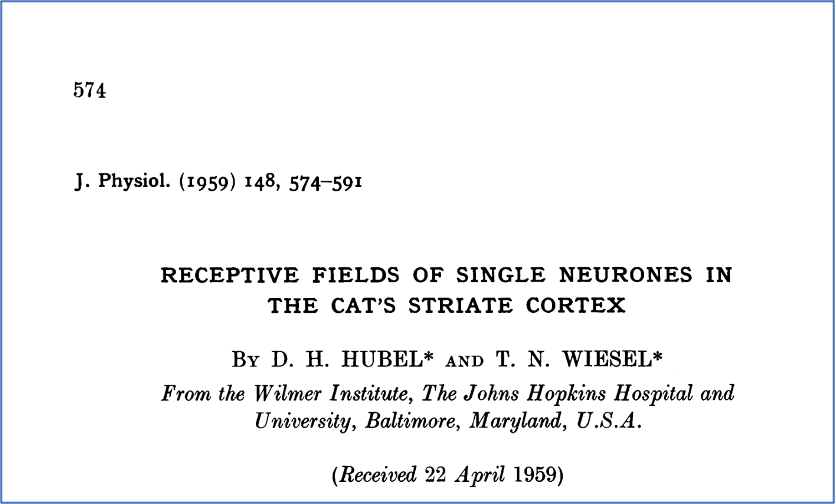 574
J. Physiol. (1959) 148, 574–591
RECEPTIVE FIELDS OF SINGLE NEURONES IN
THE CAT'S STRIATE CORTEX
By D. H. HUBEL* AND T. N. WIESEL*
From the Wilmer Institute, The Johns Hopkins Hospital and
University, Baltimore, Maryland, U.S.A.
(Received 22 April 1959)